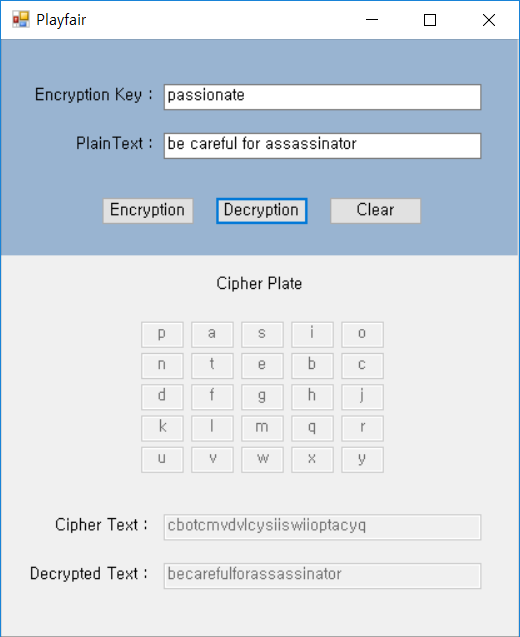 Playfair
Encryption Key : passionate
PlainText : be careful for assassinator
Encryption Decryption Clear
Cipher Plate
p a s i o
n t e b c
d f g h j
k l m q r
u v w x y
Cipher Text : cbotcmvdvlcysiiswiioptacyq
Decrypted Text : becarefulforassassinator